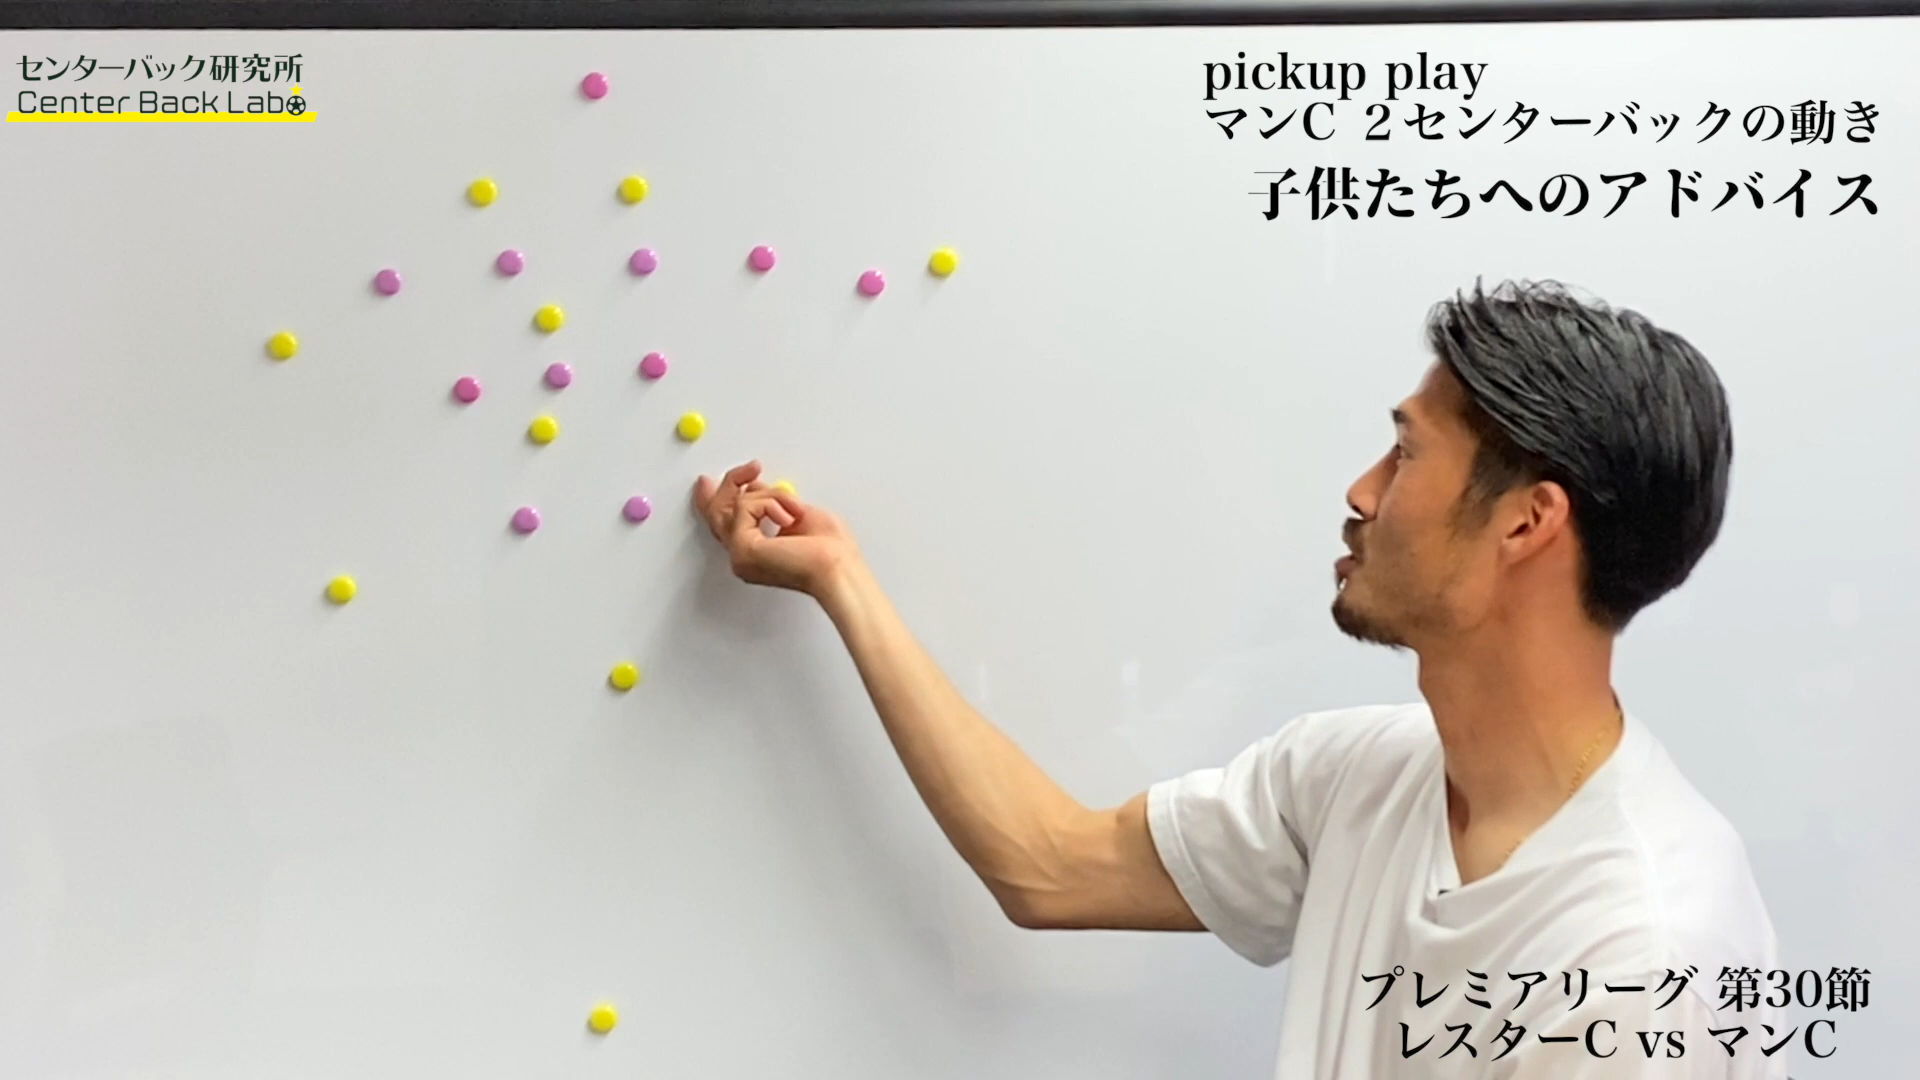 センターバック研究所
Center Back Labo
pickup play
マンC 2センターバックの動き
子供たちへのアドバイス
プレミアリーグ 第30節
レスターC vs マンC